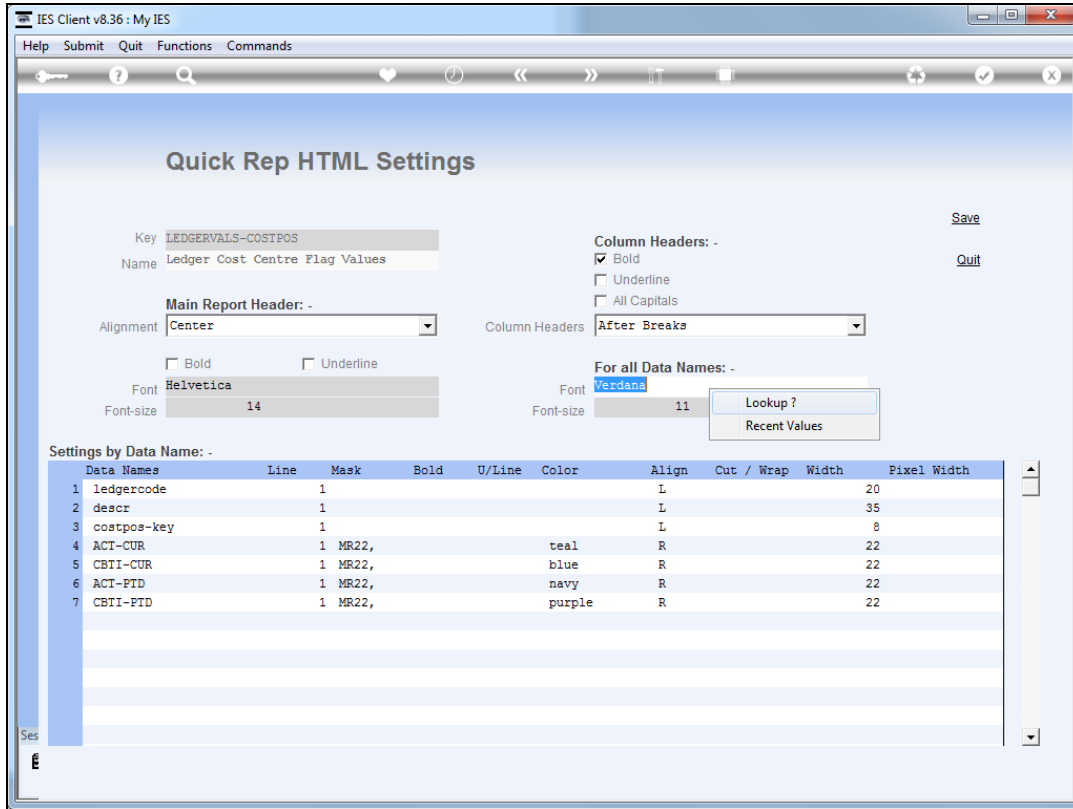 IES Client v8.36 : My IES
Help Submit Quit Functions Commands
Quick Rep HTML Settings
Save
Key LEDGERVALS-COSTPOS
Column Headers: -
Name Ledger Cost Centre Flag Values
Bold
Quit
Underline
Main Report Header: -
All Capitals
Alignment Center
Column Headers After Breaks
Bold Underline
For all Data Names: -
Font Helvetica
Font Verdana
Font-size 14
Font-size 11
Lookup ?
Recent Values
Settings by Data Name: -
Data Names Line Mask Bold U/Line Color Align Cut / Wrap Width Pixel Width
1 ledgercode 1 L 20
2 descr 1 L 35
3 costpos-key 1 L 8
4 ACT-CUR 1 MR22, teal R 22
5 CBTI-CUR 1 MR22, blue R 22
6 ACT-PTD 1 MR22, navy R 22
7 CBTI-PTD 1 MR22, purple R 22
Ses